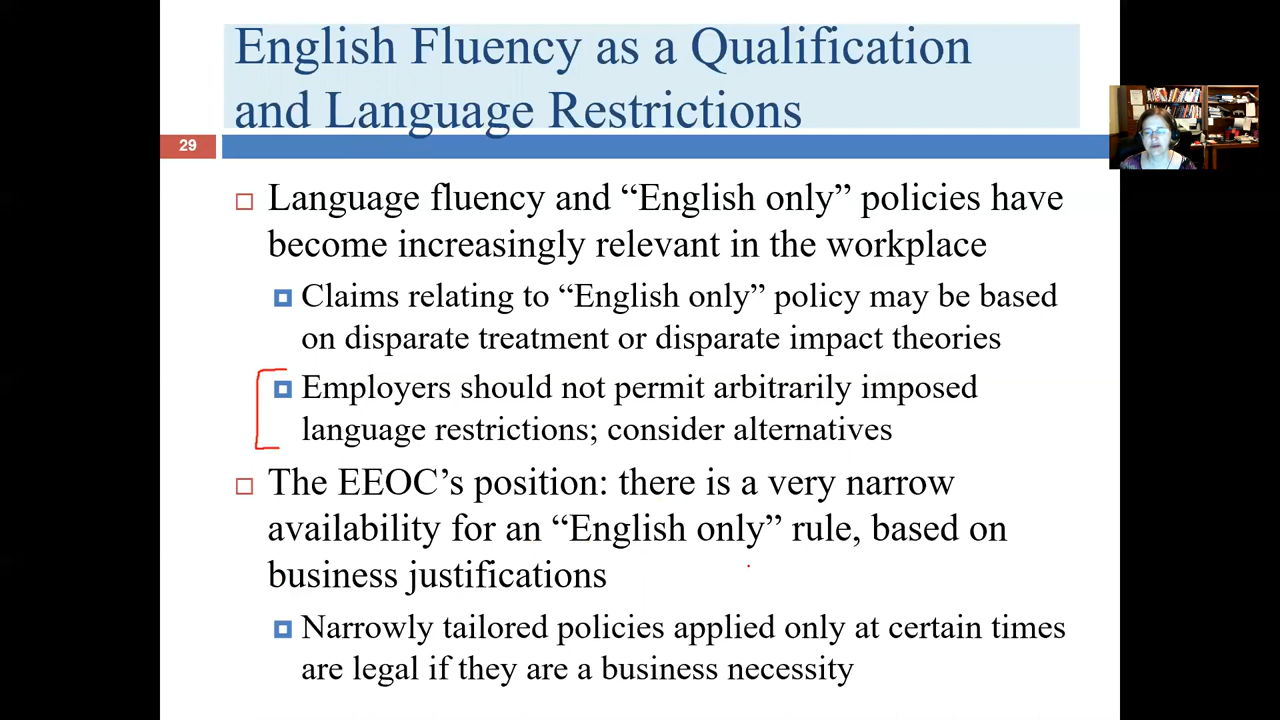 English Fluency as a Qualification
and Language Restrictions
29
Language fluency and “English only” policies have
become increasingly relevant in the workplace
Claims relating to “English only” policy may be based
on disparate treatment or disparate impact theories
Employers should not permit arbitrarily imposed
language restrictions; consider alternatives
The EEOC’s position: there is a very narrow
availability for an “English only” rule, based on
business justifications
Narrowly tailored policies applied only at certain times
are legal if they are a business necessity